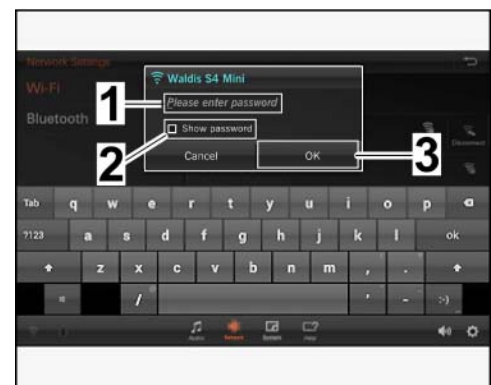 Network Settings
Wi-Fi
Bluetooth
Waldis S4 Mini
Please enter password
Show password
Cancel
OK
1
2
3
Disconnect
Tab q w e r t y u i o p
?123 a s d f g h j k l ok
z x c v b n m , .
/ ' - :-)
Audio Network System Help